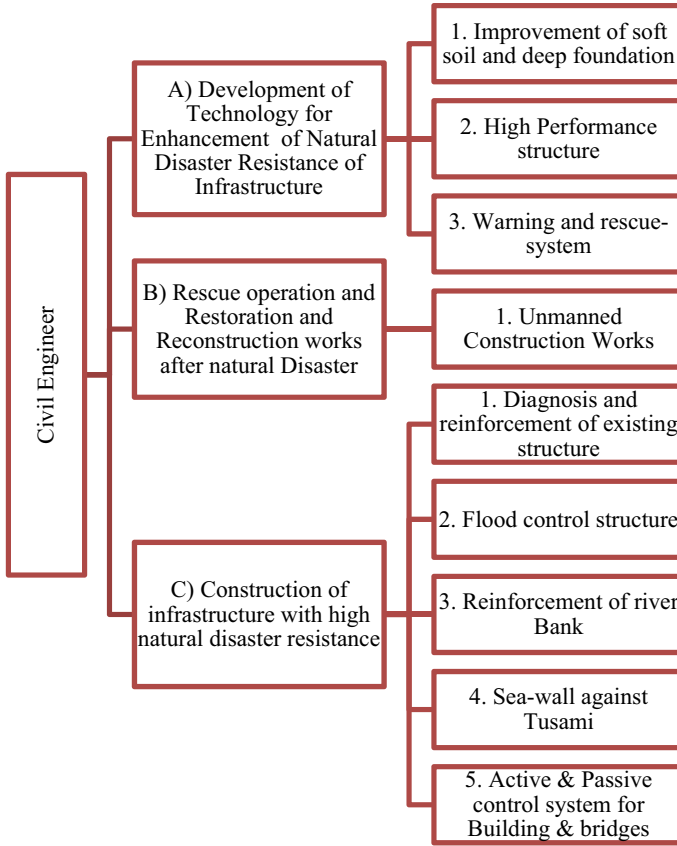 Civil Engineer
A) Development of
Technology for
Enhancement of Natural
Disaster Resistance of
Infrastructure
1. Improvement of soft
soil and deep foundation
2. High Performance
structure
3. Warning and rescue-
system
B) Rescue operation and
Restoration and
Reconstruction works
after natural Disaster
1. Unmanned
Construction Works
C) Construction of
infrastructure with high
natural disaster resistance
1. Diagnosis and
reinforcement of existing
structure
2. Flood control structure
3. Reinforcement of river
Bank
4. Sea-wall against
Tusami
5. Active & Passive
control system for
Building & bridges